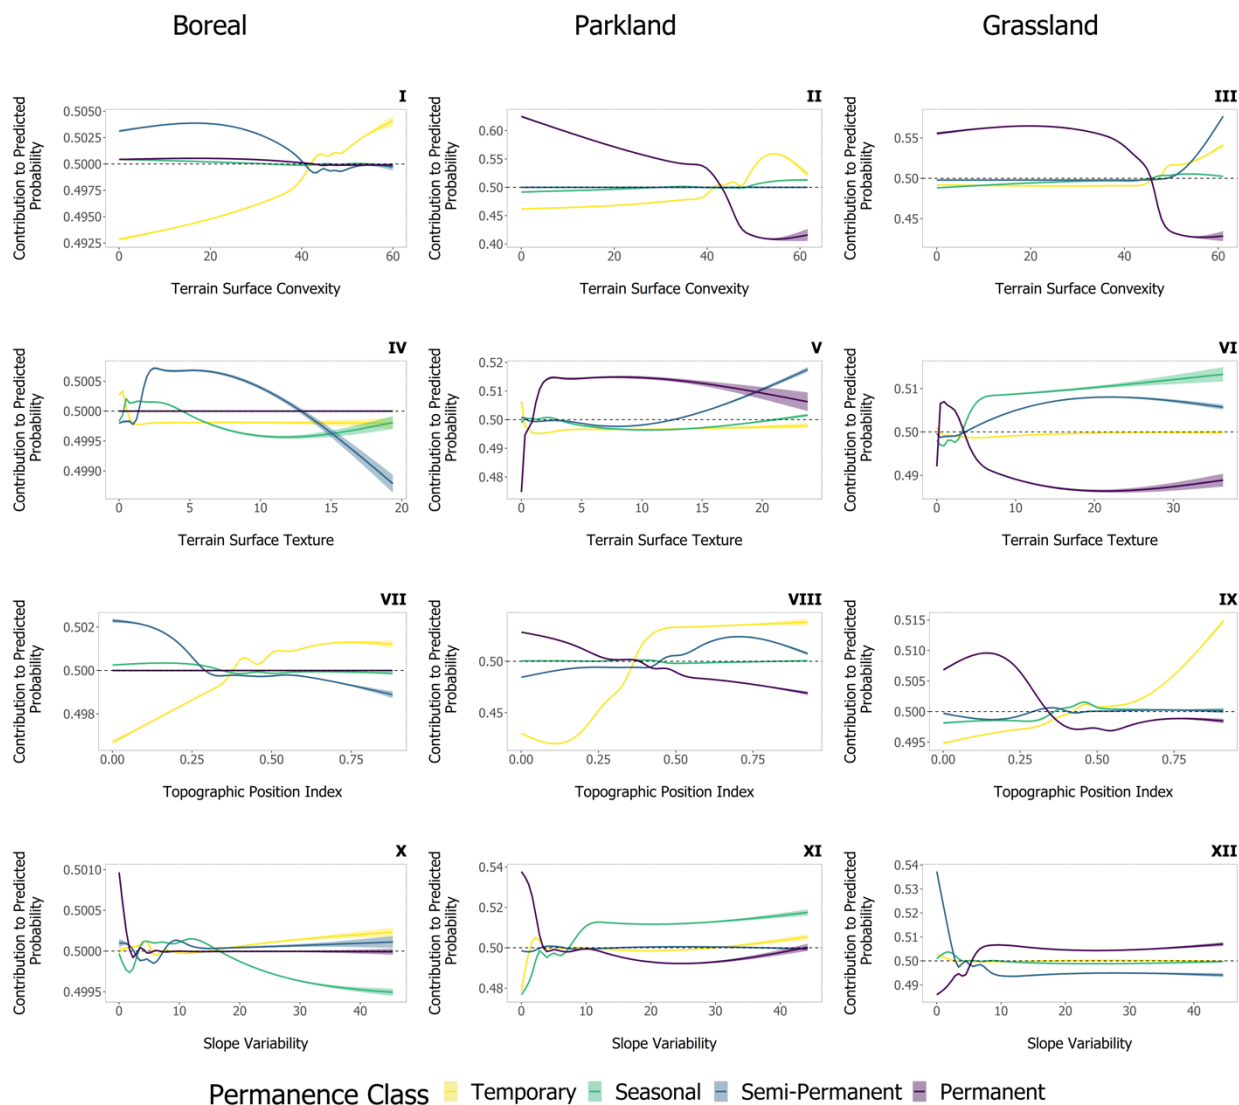 Boreal Parkland Grassland
I II III
Contribution to Predicted
Probability
0.5050
0.5025
0.5000
0.4975
0.4950
0.4925
0 20 40 60
Terrain Surface Convexity
Contribution to Predicted
Probability
0.60
0.55
0.50
0.45
0.40
0 20 40 60
Terrain Surface Convexity
Contribution to Predicted
Probability
0.55
0.50
0.45
0 10 20 30 40 50 60
Terrain Surface Convexity
IV V VI
Contribution to Predicted
Probability
0.5005
0.5000
0.4995
0.4990
0 5 10 15 20
Terrain Surface Texture
Contribution to Predicted
Probability
0.52
0.51
0.50
0.49
0.48
0 5 10 15 20
Terrain Surface Texture
Contribution to Predicted
Probability
0.51
0.50
0.49
0 10 20 30
Terrain Surface Texture
VII VIII IX
Contribution to Predicted
Probability
0.502
0.500
0.498
0.00 0.25 0.50 0.75
Topographic Position Index
Contribution to Predicted
Probability
0.50
0.45
0.00 0.25 0.50 0.75
Topographic Position Index
Contribution to Predicted
Probability
0.515
0.510
0.505
0.500
0.495
0.00 0.25 0.50 0.75
Topographic Position Index
X XI XII
Contribution to Predicted
Probability
0.5010
0.5005
0.5000
0.4995
0 10 20 30 40
Slope Variability
Contribution to Predicted
Probability
0.54
0.52
0.50
0.48
0 10 20 30 40
Slope Variability
Contribution to Predicted
Probability
0.54
0.53
0.52
0.51
0.50
0.49
0 10 20 30 40
Slope Variability
Permanence Class Temporary Seasonal Semi-Permanent Permanent